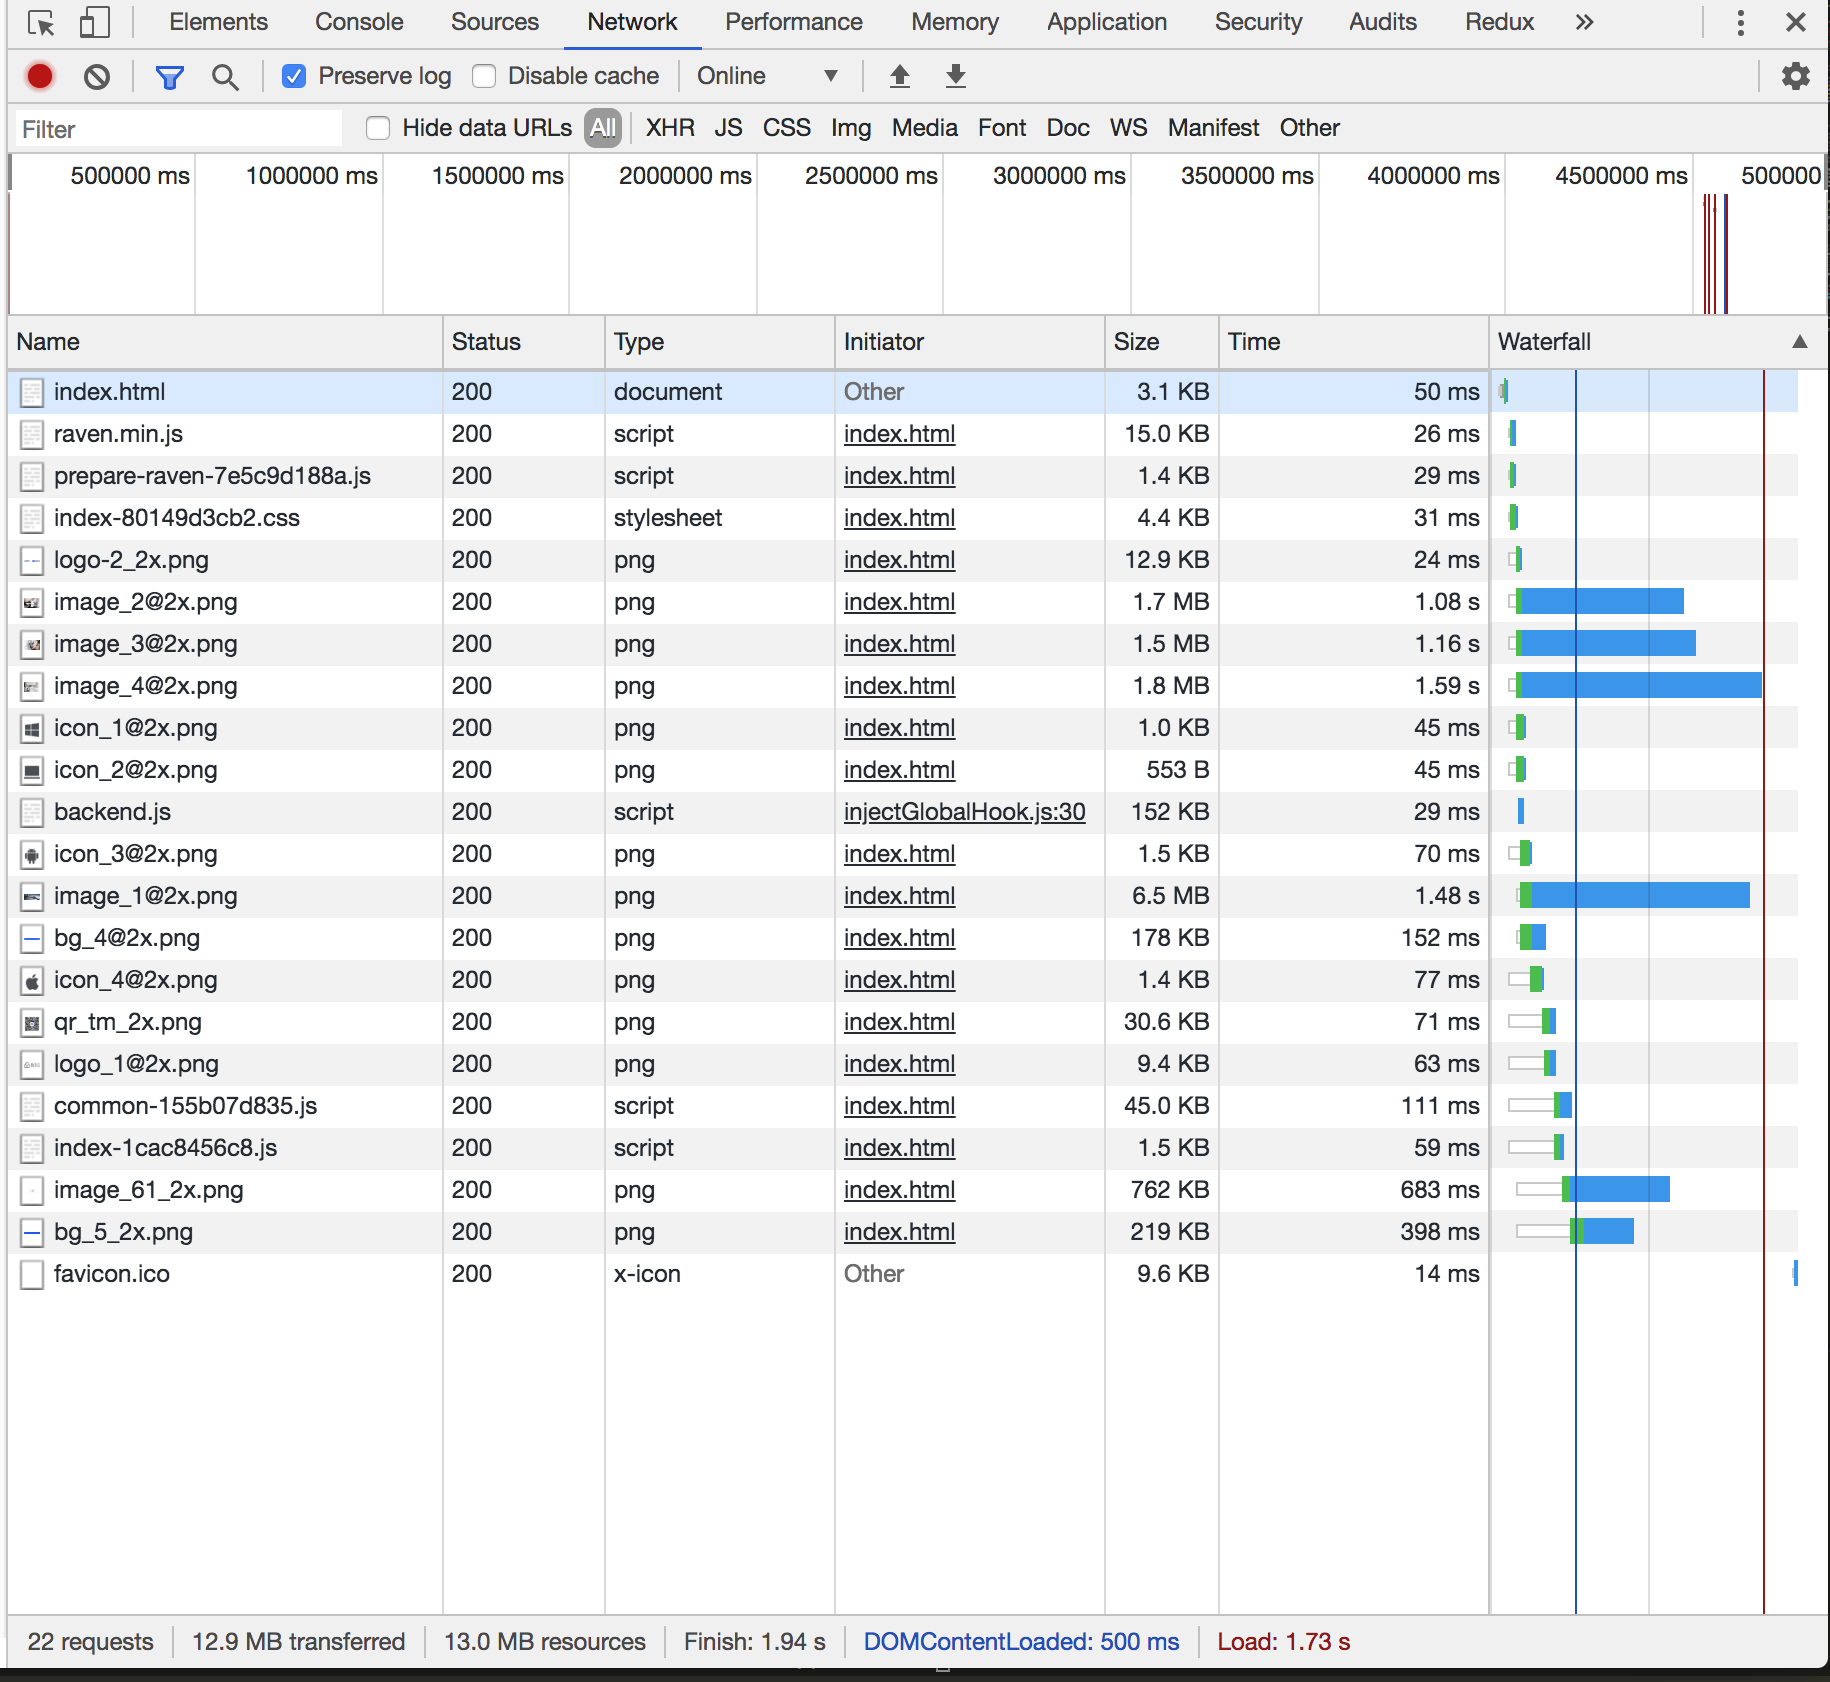 Elements Console Sources Network Performance Memory Application Security Audits Redux »
Preserve log Disable cache Online
Filter Hide data URLs All XHR JS CSS Img Media Font Doc WS Manifest Other
500000 ms 1000000 ms 1500000 ms 2000000 ms 2500000 ms 3000000 ms 3500000 ms 4000000 ms 4500000 ms 500000
Name Status Type Initiator Size Time Waterfall
index.html 200 document Other 3.1 KB 50 ms
raven.min.js 200 script index.html 15.0 KB 26 ms
prepare-raven-7e5c9d188a.js 200 script index.html 1.4 KB 29 ms
index-80149d3cb2.css 200 stylesheet index.html 4.4 KB 31 ms
logo-2_2x.png 200 png index.html 12.9 KB 24 ms
image_2@2x.png 200 png index.html 1.7 MB 1.08 s
image_3@2x.png 200 png index.html 1.5 MB 1.16 s
image_4@2x.png 200 png index.html 1.8 MB 1.59 s
icon_1@2x.png 200 png index.html 1.0 KB 45 ms
icon_2@2x.png 200 png index.html 553 B 45 ms
backend.js 200 script injectGlobalHook.js:30 152 KB 29 ms
icon_3@2x.png 200 png index.html 1.5 KB 70 ms
image_1@2x.png 200 png index.html 6.5 MB 1.48 s
bg_4@2x.png 200 png index.html 178 KB 152 ms
icon_4@2x.png 200 png index.html 1.4 KB 77 ms
qr_tm_2x.png 200 png index.html 30.6 KB 71 ms
logo_1@2x.png 200 png index.html 9.4 KB 63 ms
common-155b07d835.js 200 script index.html 45.0 KB 111 ms
index-1cac8456c8.js 200 script index.html 1.5 KB 59 ms
image_61_2x.png 200 png index.html 762 KB 683 ms
bg_5_2x.png 200 png index.html 219 KB 398 ms
favicon.ico 200 x-icon Other 9.6 KB 14 ms
22 requests 12.9 MB transferred 13.0 MB resources Finish: 1.94 s DOMContentLoaded: 500 ms Load: 1.73 s